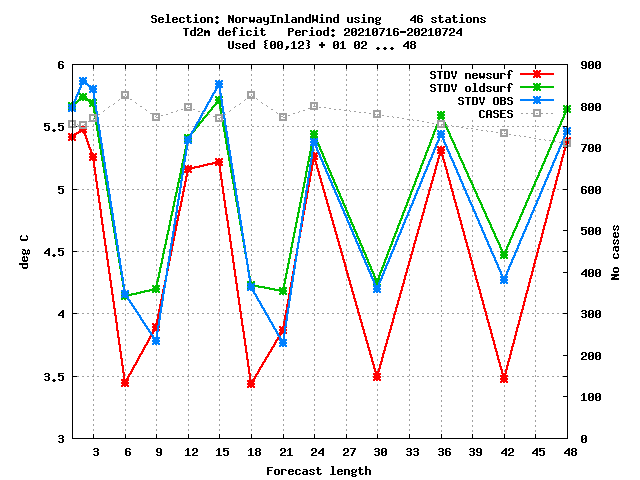 Selection: NorwayInlandWind using    46 stations
Td2m deficit   Period: 20210716-20210724
Used {00,12} + 01 02 ... 48
STDV newsurf
STDV oldsurf
STDV OBS
CASES
6
5.5
5
4.5
4
3.5
3
deg C
900
800
700
600
500
400
300
200
100
0
No cases
3 6 9 12 15 18 21 24 27 30 33 36 39 42 45 48
Forecast length